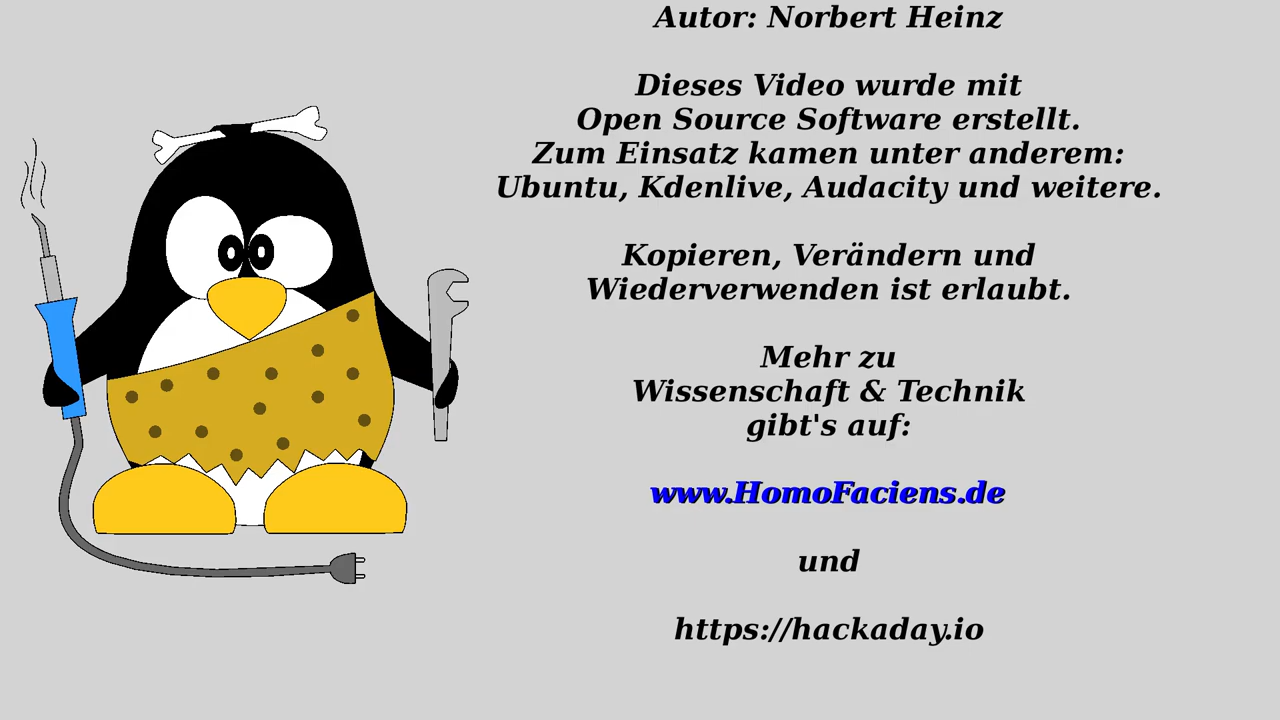 Autor: Norbert Heinz
Dieses Video wurde mit
Open Source Software erstellt.
Zum Einsatz kamen unter anderem:
Ubuntu, Kdenlive, Audacity und weitere.
Kopieren, Verändern und
Wiederverwenden ist erlaubt.
Mehr zu
Wissenschaft & Technik
gibt's auf:
www.HomoFaciens.de
und
https://hackaday.io